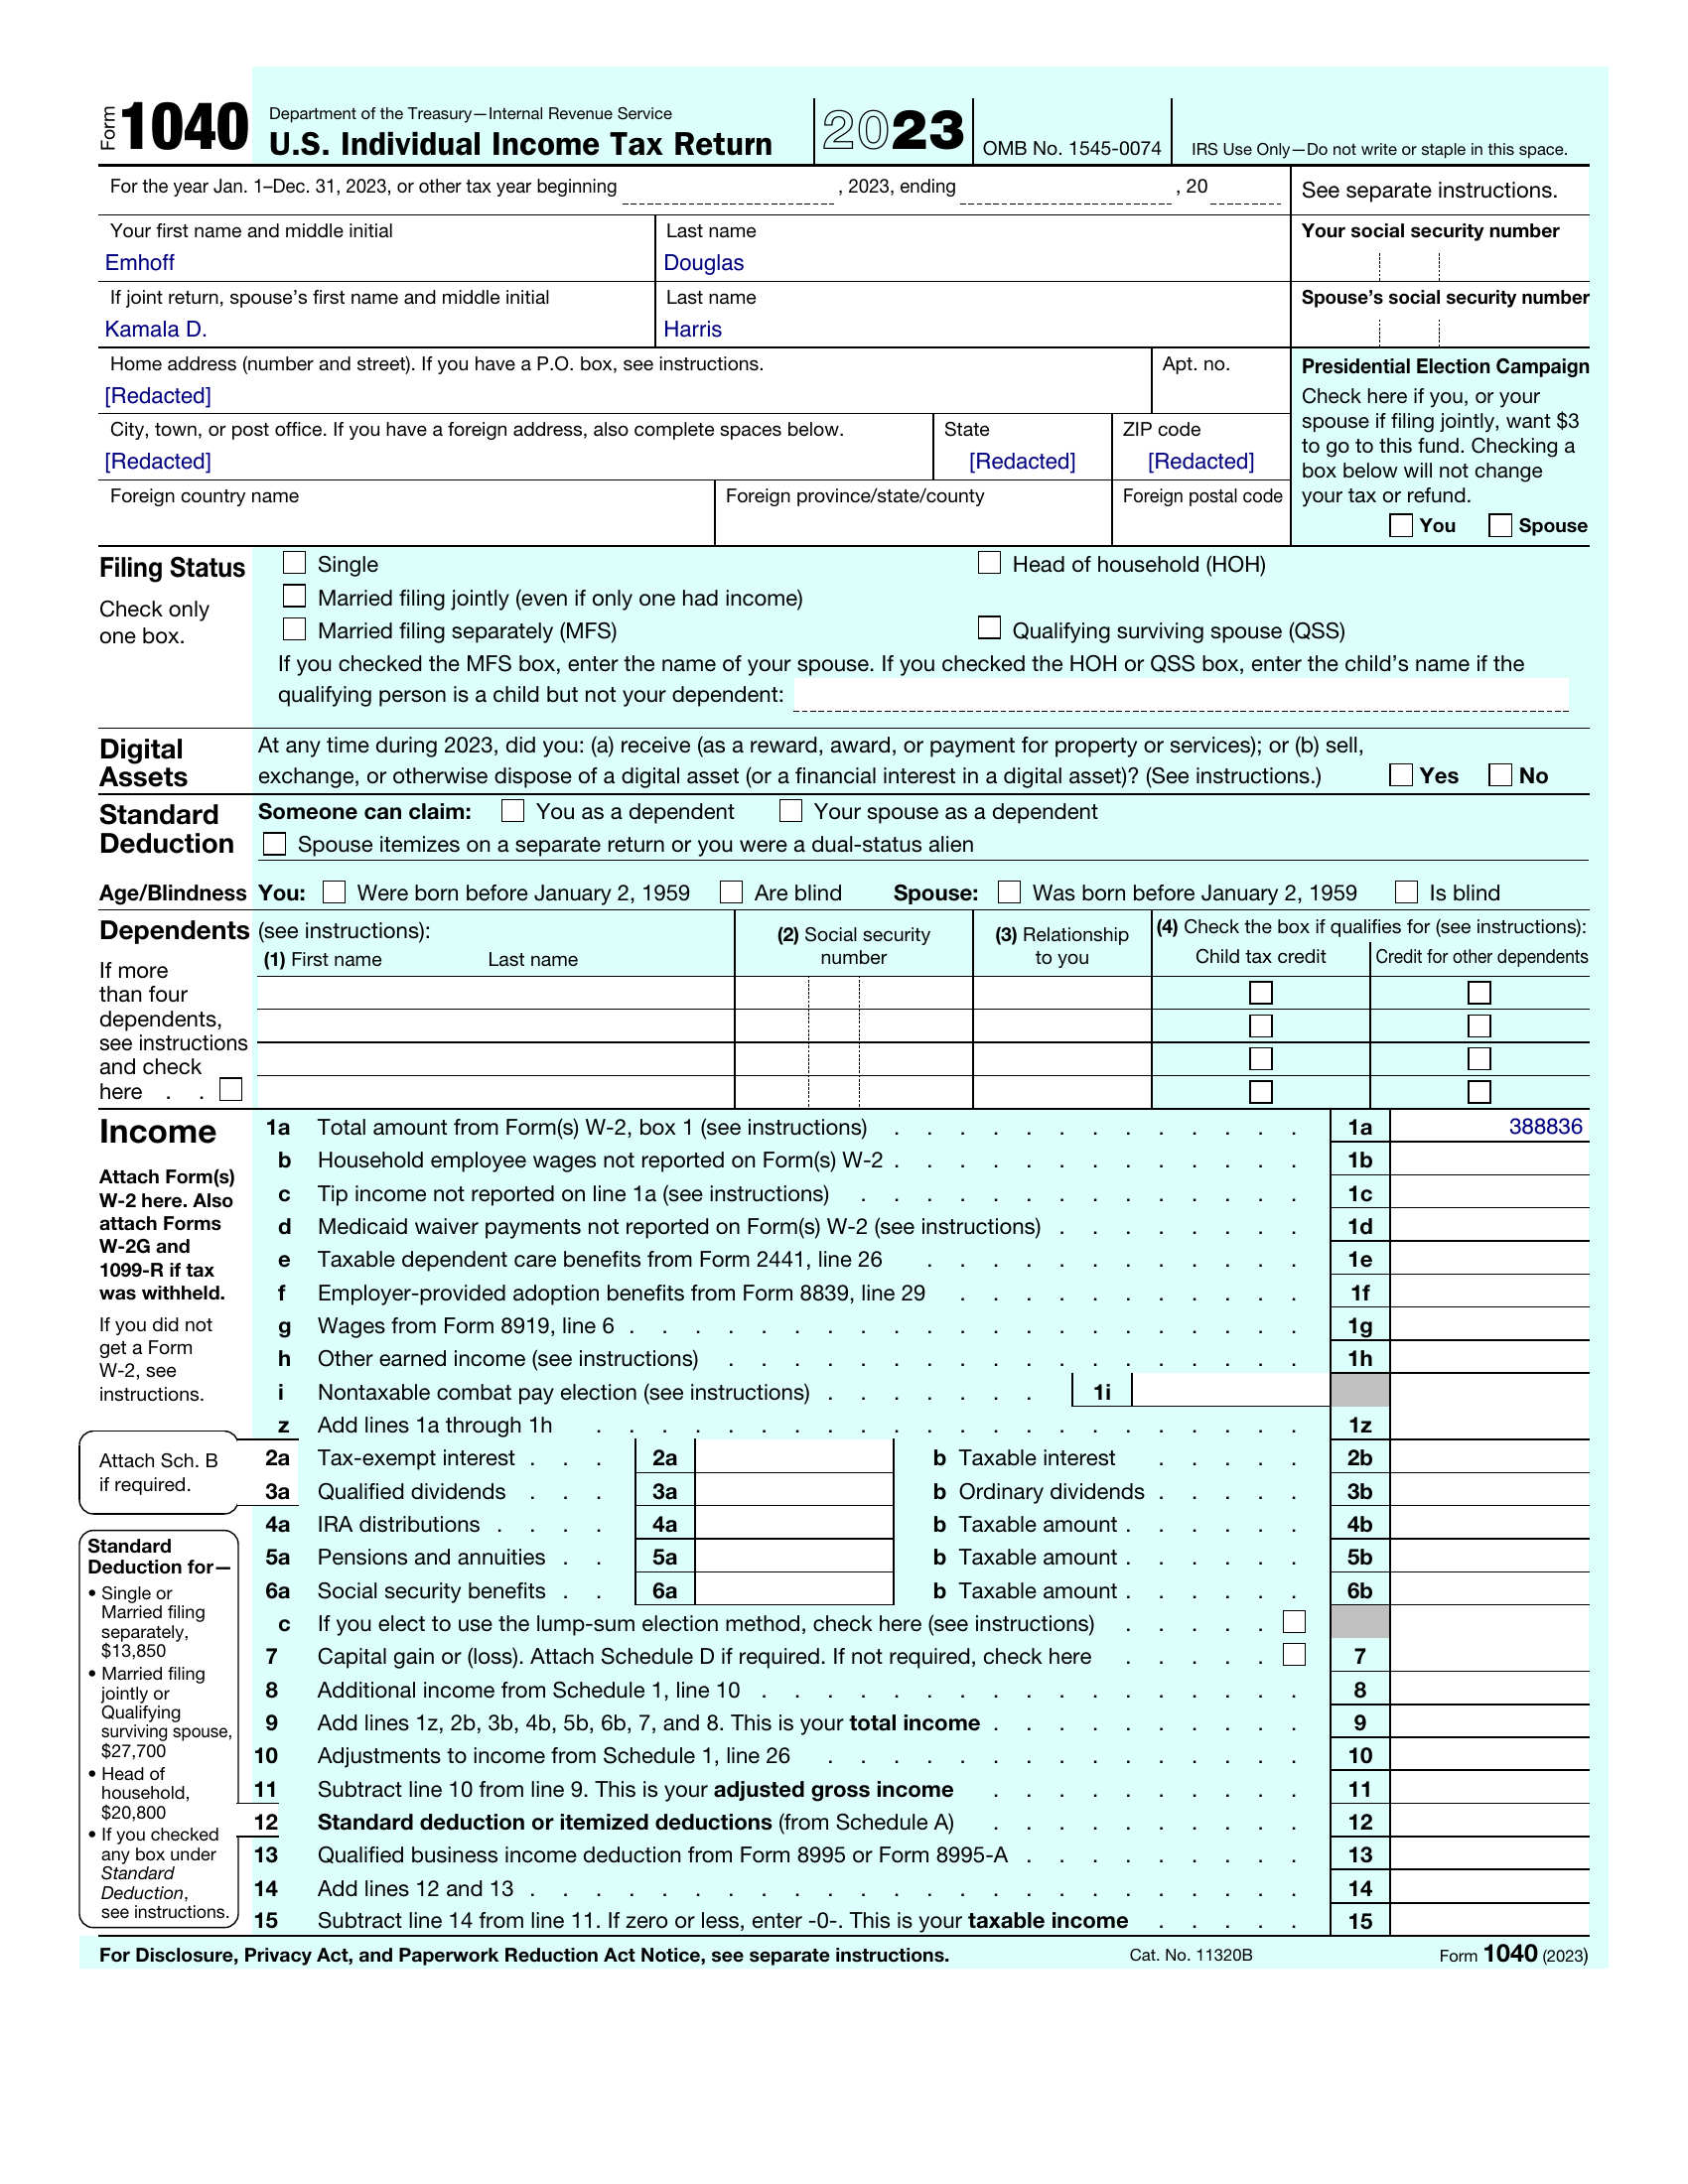 Form 1040 Department of the Treasury—Internal Revenue Service
U.S. Individual Income Tax Return 2023 OMB No. 1545-0074 IRS Use Only—Do not write or staple in this space.
For the year Jan. 1–Dec. 31, 2023, or other tax year beginning , 2023, ending , 20 See separate instructions.
Your first name and middle initial Last name Your social security number
Emhoff Douglas
If joint return, spouse’s first name and middle initial Last name Spouse’s social security number
Kamala D. Harris
Home address (number and street). If you have a P.O. box, see instructions. Apt. no.
[Redacted]
City, town, or post office. If you have a foreign address, also complete spaces below. State ZIP code
[Redacted] [Redacted] [Redacted]
Foreign country name Foreign province/state/county Foreign postal code
Presidential Election Campaign
Check here if you, or your
spouse if filing jointly, want $3
to go to this fund. Checking a
box below will not change
your tax or refund.
You Spouse
Filing Status
Check only
one box.
Single Head of household (HOH)
Married filing jointly (even if only one had income)
Married filing separately (MFS) Qualifying surviving spouse (QSS)
If you checked the MFS box, enter the name of your spouse. If you checked the HOH or QSS box, enter the child’s name if the
qualifying person is a child but not your dependent:
Digital
Assets
At any time during 2023, did you: (a) receive (as a reward, award, or payment for property or services); or (b) sell,
exchange, or otherwise dispose of a digital asset (or a financial interest in a digital asset)? (See instructions.) Yes No
Standard
Deduction
Someone can claim: You as a dependent Your spouse as a dependent
Spouse itemizes on a separate return or you were a dual-status alien
Age/Blindness You: Were born before January 2, 1959 Are blind Spouse: Was born before January 2, 1959 Is blind
Dependents (see instructions):
(1) First name Last name
(2) Social security
number
(3) Relationship
to you
(4) Check the box if qualifies for (see instructions):
Child tax credit Credit for other dependents
If more
than four
dependents,
see instructions
and check
here . .
Income
Attach Form(s)
W-2 here. Also
attach Forms
W-2G and
1099-R if tax
was withheld.
If you did not
get a Form
W-2, see
instructions.
1a Total amount from Form(s) W-2, box 1 (see instructions) 1a 388836
b Household employee wages not reported on Form(s) W-2 1b
c Tip income not reported on line 1a (see instructions) 1c
d Medicaid waiver payments not reported on Form(s) W-2 (see instructions) 1d
e Taxable dependent care benefits from Form 2441, line 26 1e
f Employer-provided adoption benefits from Form 8839, line 29 1f
g Wages from Form 8919, line 6 1g
h Other earned income (see instructions) 1h
i Nontaxable combat pay election (see instructions) 1i
z Add lines 1a through 1h 1z
Attach Sch. B
if required.
2a Tax-exempt interest 2a b Taxable interest 2b
3a Qualified dividends 3a b Ordinary dividends 3b
4a IRA distributions 4a b Taxable amount 4b
5a Pensions and annuities 5a b Taxable amount 5b
6a Social security benefits 6a b Taxable amount 6b
c If you elect to use the lump-sum election method, check here (see instructions)
7 Capital gain or (loss). Attach Schedule D if required. If not required, check here 7
8 Additional income from Schedule 1, line 10 8
9 Add lines 1z, 2b, 3b, 4b, 5b, 6b, 7, and 8. This is your total income 9
10 Adjustments to income from Schedule 1, line 26 10
11 Subtract line 10 from line 9. This is your adjusted gross income 11
12 Standard deduction or itemized deductions (from Schedule A) 12
13 Qualified business income deduction from Form 8995 or Form 8995-A 13
14 Add lines 12 and 13 14
15 Subtract line 14 from line 11. If zero or less, enter -0-. This is your taxable income 15
Standard
Deduction for—
• Single or
Married filing
separately,
$13,850
• Married filing
jointly or
Qualifying
surviving spouse,
$27,700
• Head of
household,
$20,800
• If you checked
any box under
Standard
Deduction,
see instructions.
For Disclosure, Privacy Act, and Paperwork Reduction Act Notice, see separate instructions. Cat. No. 11320B Form 1040 (2023)